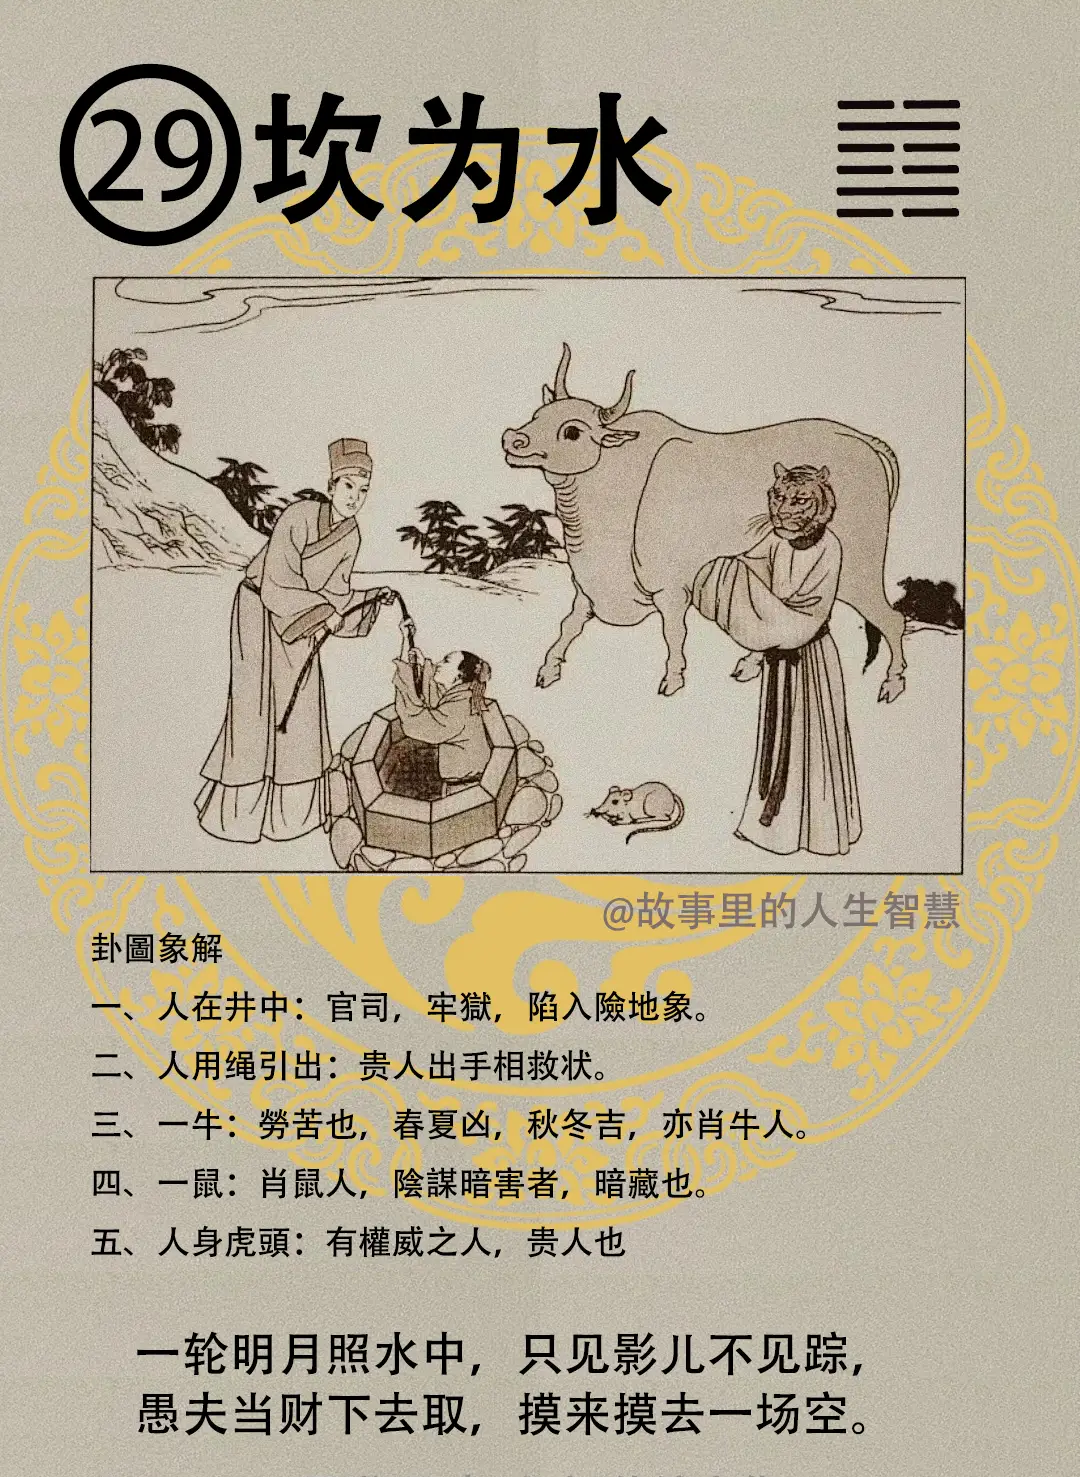 29 坎为水
@故事里的人生智慧
卦圖象解
一、人在井中：官司，牢獄，陷入險地象。
二、人用绳引出：贵人出手相救状。
三、一牛：勞苦也，春夏凶，秋冬吉，亦肖牛人。
四、一鼠：肖鼠人，陰謀暗害者，暗藏也。
五、人身虎頭：有權威之人，贵人也
一轮明月照水中，只见影儿不见踪，
愚夫当财下去取，摸来摸去一场空。